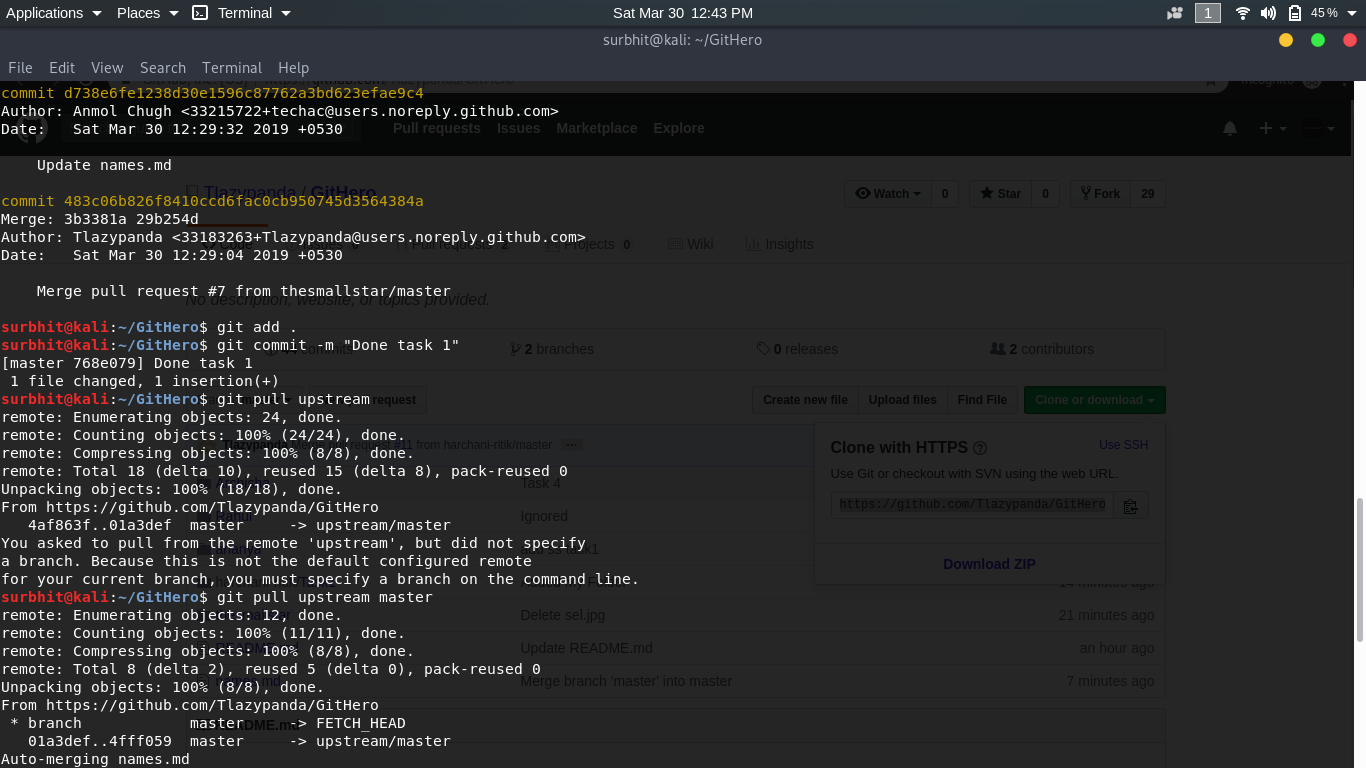 Applications Places Terminal Sat Mar 30 12:43 PM 1 45%
surbhit@kali: ~/GitHero
File Edit View Search Terminal Help
commit d738e6fe1238d30e1596c87762a3bd623efae9c4
Author: Anmol Chugh <33215722+techac@users.noreply.github.com>
Date:   Sat Mar 30 12:29:32 2019 +0530
Pull requests Issues Marketplace Explore
    Update names.md
Tlazypanda / GitHero
Watch 0 Star 0 Fork 29
commit 483c06b826f8410ccd6fac0cb950745d3564384a
Merge: 3b3381a 29b254d
Author: Tlazypanda <33183263+Tlazypanda@users.noreply.github.com>
Code Pull requests 2 Projects 0 Wiki Insights
Date:   Sat Mar 30 12:29:04 2019 +0530
    Merge pull request #7 from thesmallstar/master
No description, website, or topics provided.
surbhit@kali:~/GitHero$ git add .
surbhit@kali:~/GitHero$ git commit -m "Done task 1"
2 branches 0 releases 2 contributors
[master 768e079] Done task 1
 1 file changed, 1 insertion(+)
surbhit@kali:~/GitHero$ git pull upstream
Create new file Upload files Find File Clone or download
remote: Enumerating objects: 24, done.
remote: Counting objects: 100% (24/24), done.
Tlazypanda Merge pull request #11 from harchani-ritik/master
Clone with HTTPS Use SSH
remote: Compressing objects: 100% (8/8), done.
remote: Total 18 (delta 10), reused 15 (delta 8), pack-reused 0
Use Git or checkout with SVN using the web URL.
Unpacking objects: 100% (18/18), done.
Task 4
From https://github.com/Tlazypanda/GitHero
https://github.com/Tlazypanda/GitHero
   4af863f..01a3def  master     -> upstream/master
Ignored
You asked to pull from the remote 'upstream', but did not specify
a branch. Because this is not the default configured remote
Download ZIP
for your current branch, you must specify a branch on the command line.
14 minutes ago
surbhit@kali:~/GitHero$ git pull upstream master
remote: Enumerating objects: 12, done.
Delete sel.jpg 21 minutes ago
remote: Counting objects: 100% (11/11), done.
remote: Compressing objects: 100% (8/8), done.
Update README.md an hour ago
remote: Total 8 (delta 2), reused 5 (delta 0), pack-reused 0
Unpacking objects: 100% (8/8), done.
Merge branch 'master' into master 7 minutes ago
From https://github.com/Tlazypanda/GitHero
 * branch            master     -> FETCH_HEAD
README.md
   01a3def..4fff059  master     -> upstream/master
Auto-merging names.md